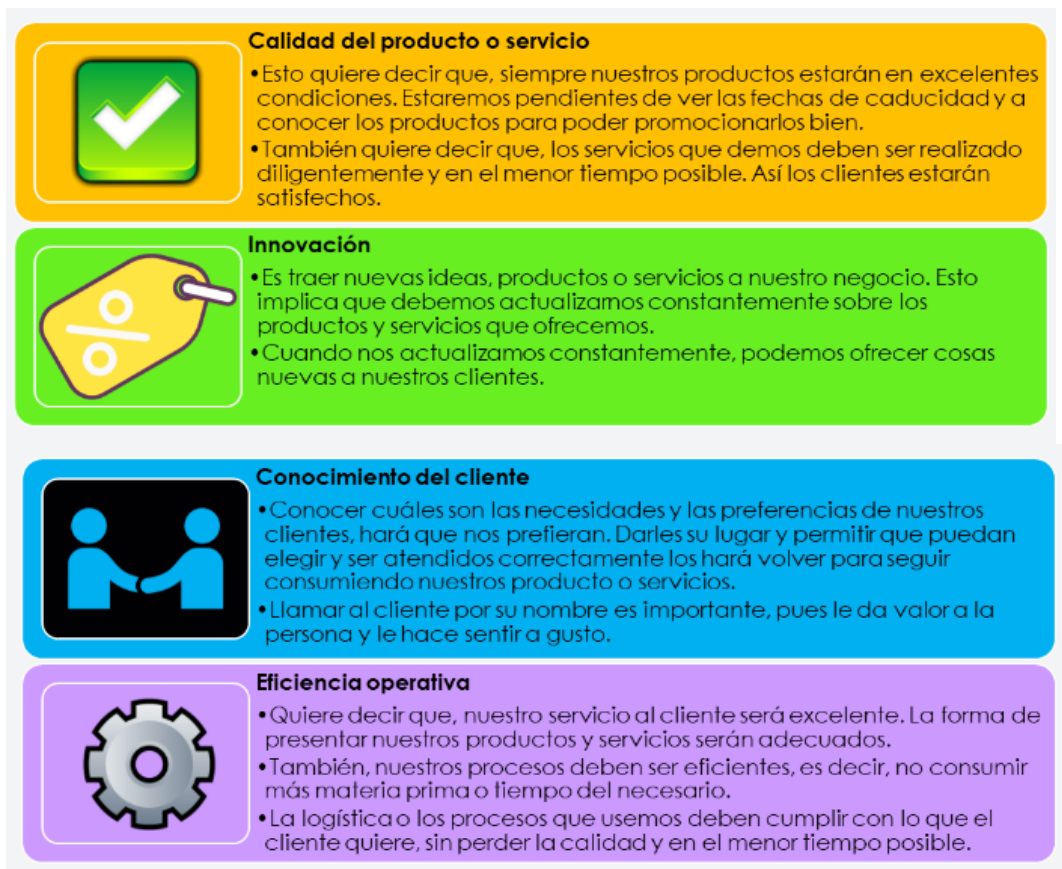 Calidad del producto o servicio
•Esto quiere decir que, siempre nuestros productos estarán en excelentes
condiciones. Estaremos pendientes de ver las fechas de caducidad y a
conocer los productos para poder promocionarlos bien.
•También quiere decir que, los servicios que demos deben ser realizado
diligentemente y en el menor tiempo posible. Así los clientes estarán
satisfechos.
Innovación
•Es traer nuevas ideas, productos o servicios a nuestro negocio. Esto
implica que debemos actualizarnos constantemente sobre los
productos y servicios que ofrecemos.
•Cuando nos actualizamos constantemente, podemos ofrecer cosas
nuevas a nuestros clientes.
Conocimiento del cliente
•Conocer cuáles son las necesidades y las preferencias de nuestros
clientes, hará que nos prefieran. Darles su lugar y permitir que puedan
elegir y ser atendidos correctamente los hará volver para seguir
consumiendo nuestros producto o servicios.
•Llamar al cliente por su nombre es importante, pues le da valor a la
persona y le hace sentir a gusto.
Eficiencia operativa
•Quiere decir que, nuestro servicio al cliente será excelente. La forma de
presentar nuestros productos y servicios serán adecuados.
•También, nuestros procesos deben ser eficientes, es decir, no consumir
más materia prima o tiempo del necesario.
•La logística o los procesos que usemos deben cumplir con lo que el
cliente quiere, sin perder la calidad y en el menor tiempo posible.